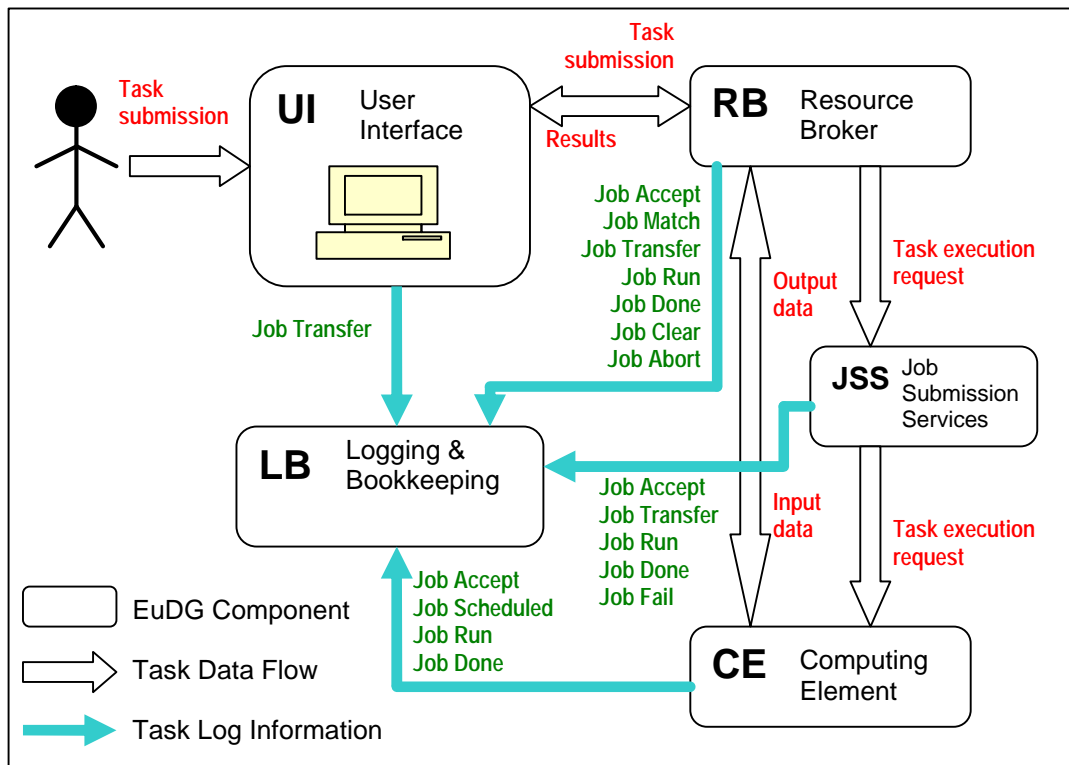 Task
submission
UI
User
Interface
Task
submission
Results
RB
Resource
Broker
Job Accept
Job Match
Job Transfer
Job Run
Job Done
Job Clear
Job Abort
Output
data
Task execution
request
Job Transfer
JSS
Job
Submission
Services
LB
Logging &
Bookkeeping
Job Accept
Job Transfer
Job Run
Job Done
Job Fail
Input
data
Task execution
request
Job Accept
Job Scheduled
Job Run
Job Done
CE
Computing
Element
EuDG Component
Task Data Flow
Task Log Information